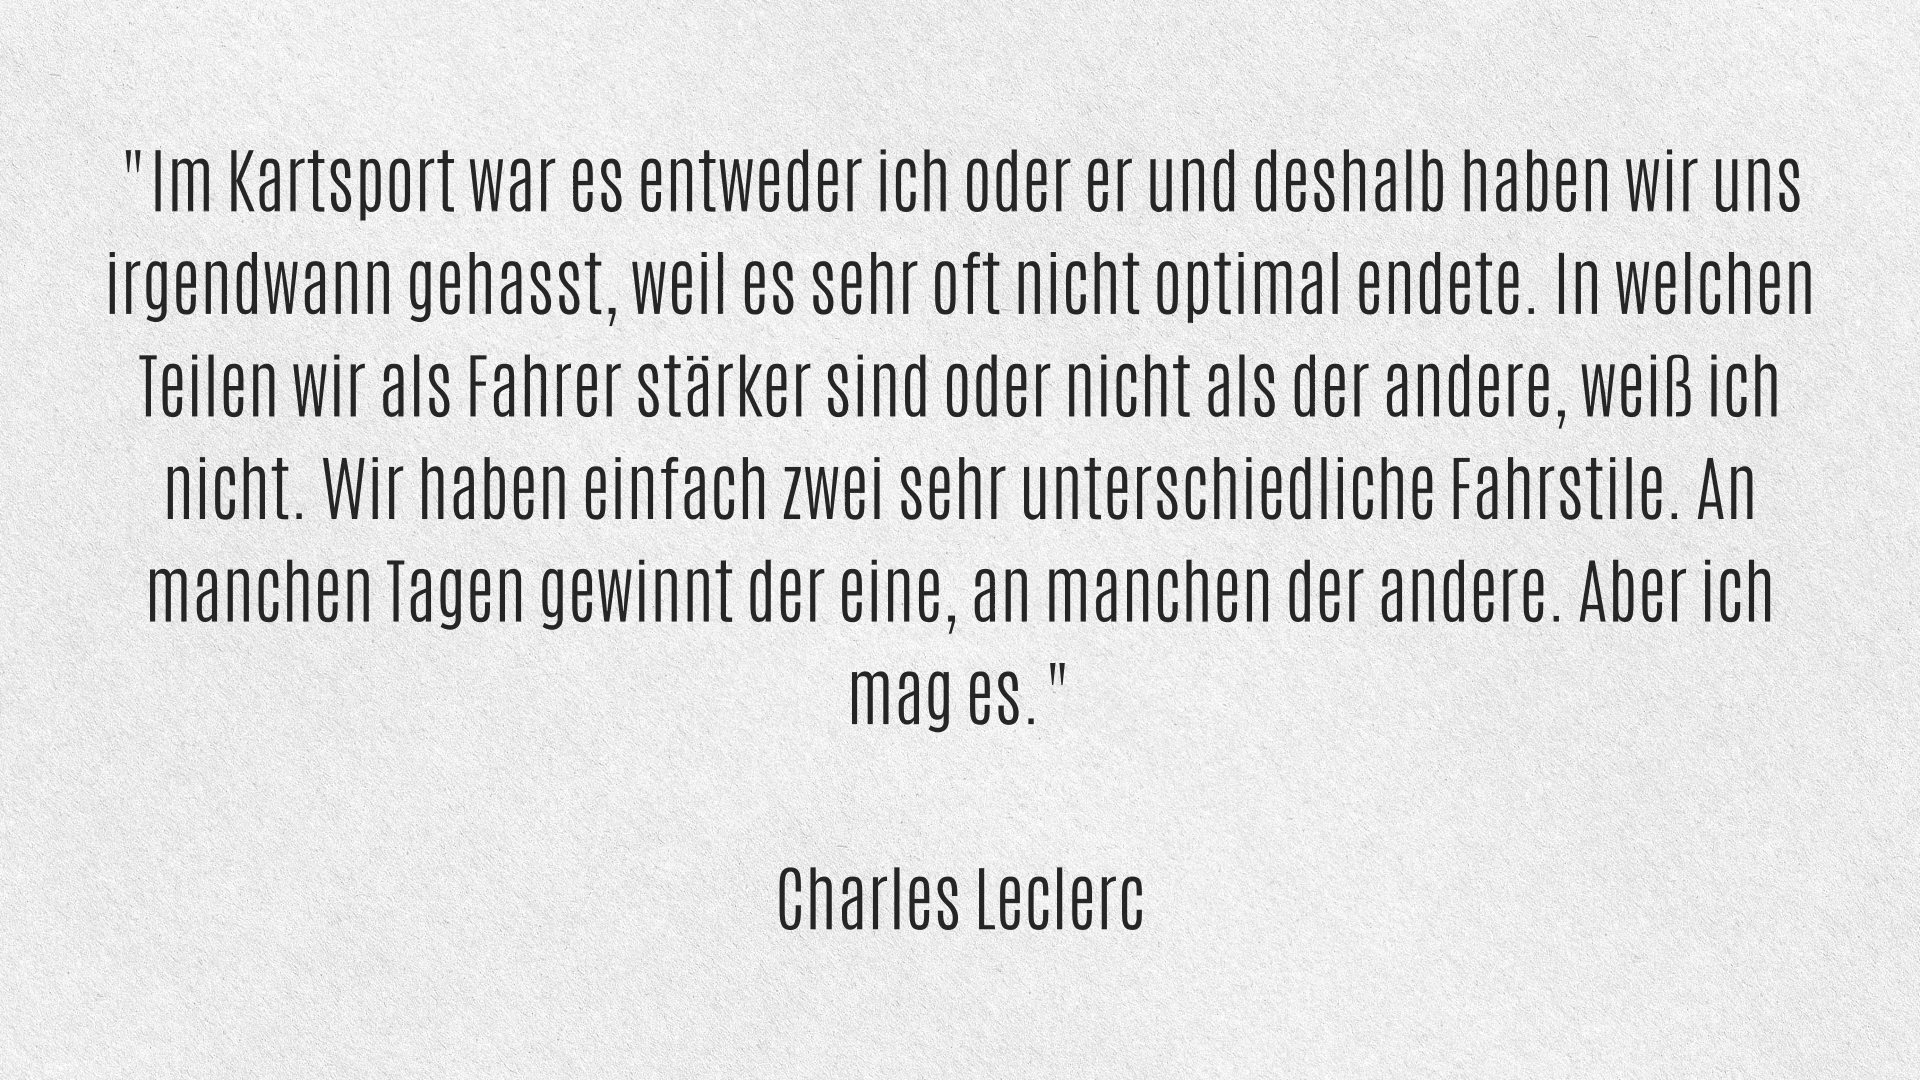 "Im Kartsport war es entweder ich oder er und deshalb haben wir uns
irgendwann gehasst, weil es sehr oft nicht optimal endete. In welchen
Teilen wir als Fahrer stärker sind oder nicht als der andere, weiß ich
nicht. Wir haben einfach zwei sehr unterschiedliche Fahrstile. An
manchen Tagen gewinnt der eine, an manchen der andere. Aber ich
mag es."
Charles Leclerc